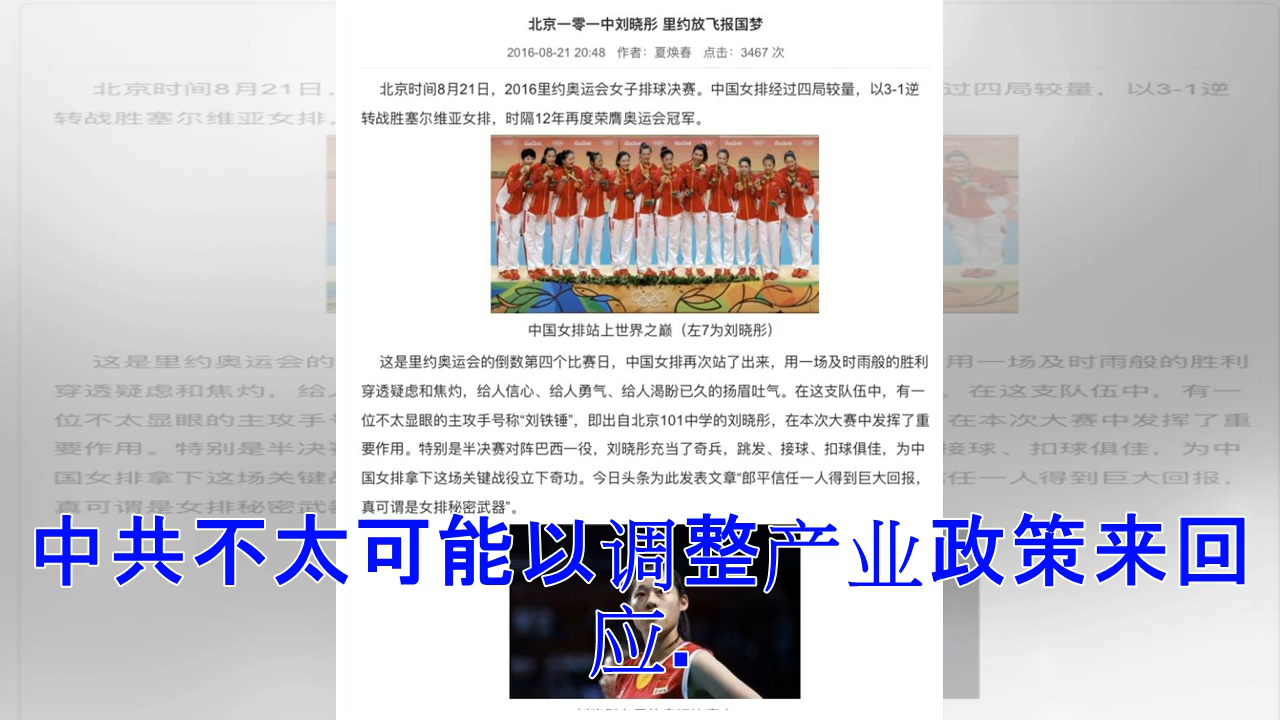 北京一零一中刘晓彤 里约放飞报国梦
2016-08-21 20:48 作者：夏焕春 点击：3467 次
北京时间8月21日，2016里约奥运会女子排球决赛。中国女排经过四局较量，以3-1逆
转战胜塞尔维亚女排，时隔12年再度荣膺奥运会冠军。
中国女排站上世界之巅（左7为刘晓彤）
这是里约奥运会的倒数第四个比赛日，中国女排再次站了出来，用一场及时雨般的胜利
穿透疑虑和焦灼，给人信心、给人勇气、给人渴盼已久的扬眉吐气。在这支队伍中，有一
位不太显眼的主攻手号称“刘铁锤”，即出自北京101中学的刘晓彤，在本次大赛中发挥了重
要作用。特别是半决赛对阵巴西一役，刘晓彤充当了奇兵，跳发、接球、扣球俱佳，为中
国女排拿下这场关键战役立下奇功。今日头条为此发表文章“郎平信任一人得到巨大回报，
真可谓是女排秘密武器”。
中共不太可能以调整产业政策来回
应.